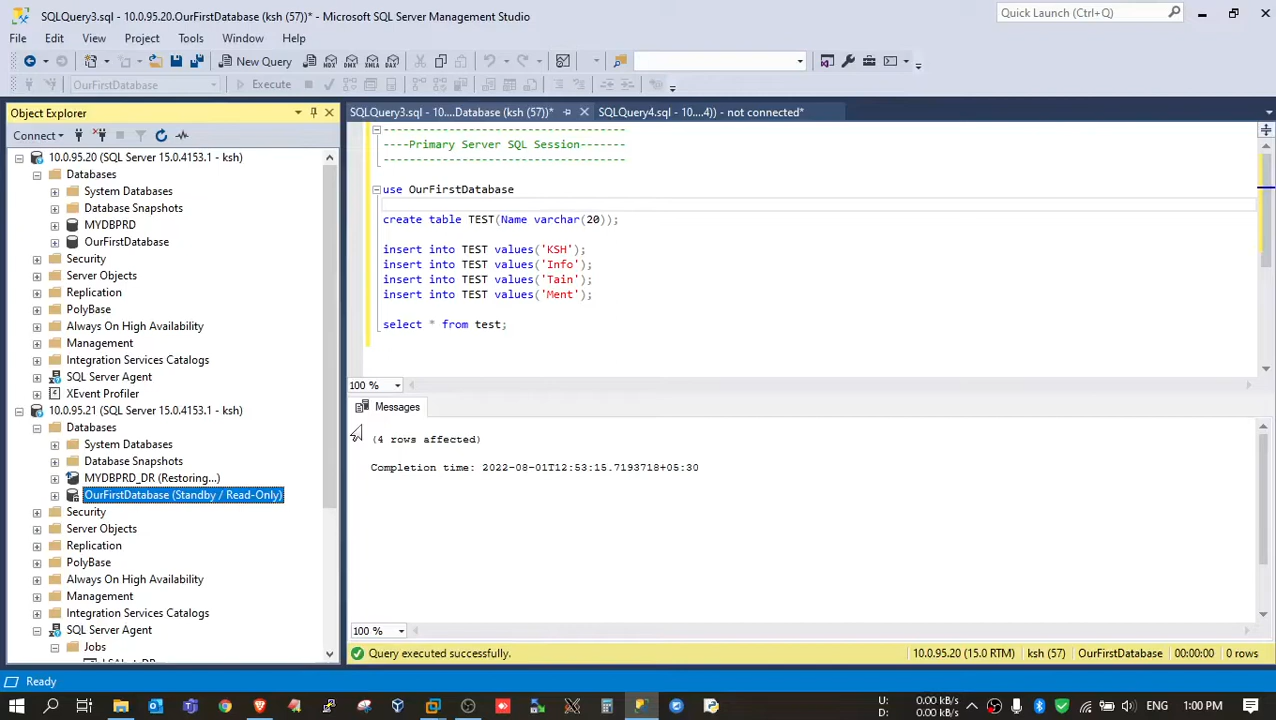 SQLQuery3.sql - 10.0.95.20.OurFirstDatabase (ksh (57))* - Microsoft SQL Server Management Studio
Quick Launch (Ctrl+Q)
File Edit View Project Tools Window Help
New Query
OurFirstDatabase Execute
Object Explorer
Connect
10.0.95.20 (SQL Server 15.0.4153.1 - ksh)
Databases
System Databases
Database Snapshots
MYDBPRD
OurFirstDatabase
Security
Server Objects
Replication
PolyBase
Always On High Availability
Management
Integration Services Catalogs
SQL Server Agent
XEvent Profiler
10.0.95.21 (SQL Server 15.0.4153.1 - ksh)
Databases
System Databases
Database Snapshots
MYDBPRD_DR (Restoring...)
OurFirstDatabase (Standby / Read-Only)
Security
Server Objects
Replication
PolyBase
Always On High Availability
Management
Integration Services Catalogs
SQL Server Agent
Jobs
SQLQuery3.sql - 10....Database (ksh (57))* SQLQuery4.sql - 10....4)) - not connected*
--------------------------------------
----Primary Server SQL Session-------
--------------------------------------
use OurFirstDatabase
create table TEST(Name varchar(20));
insert into TEST values('KSH');
insert into TEST values('Info');
insert into TEST values('Tain');
insert into TEST values('Ment');
select * from test;
100 %
Messages
(4 rows affected)
Completion time: 2022-08-01T12:53:15.7193718+05:30
100 %
Query executed successfully. 10.0.95.20 (15.0 RTM) ksh (57) OurFirstDatabase 00:00:00 0 rows
Ready
U: 0.00 kB/s
D: 0.00 kB/s
ENG 1:00 PM